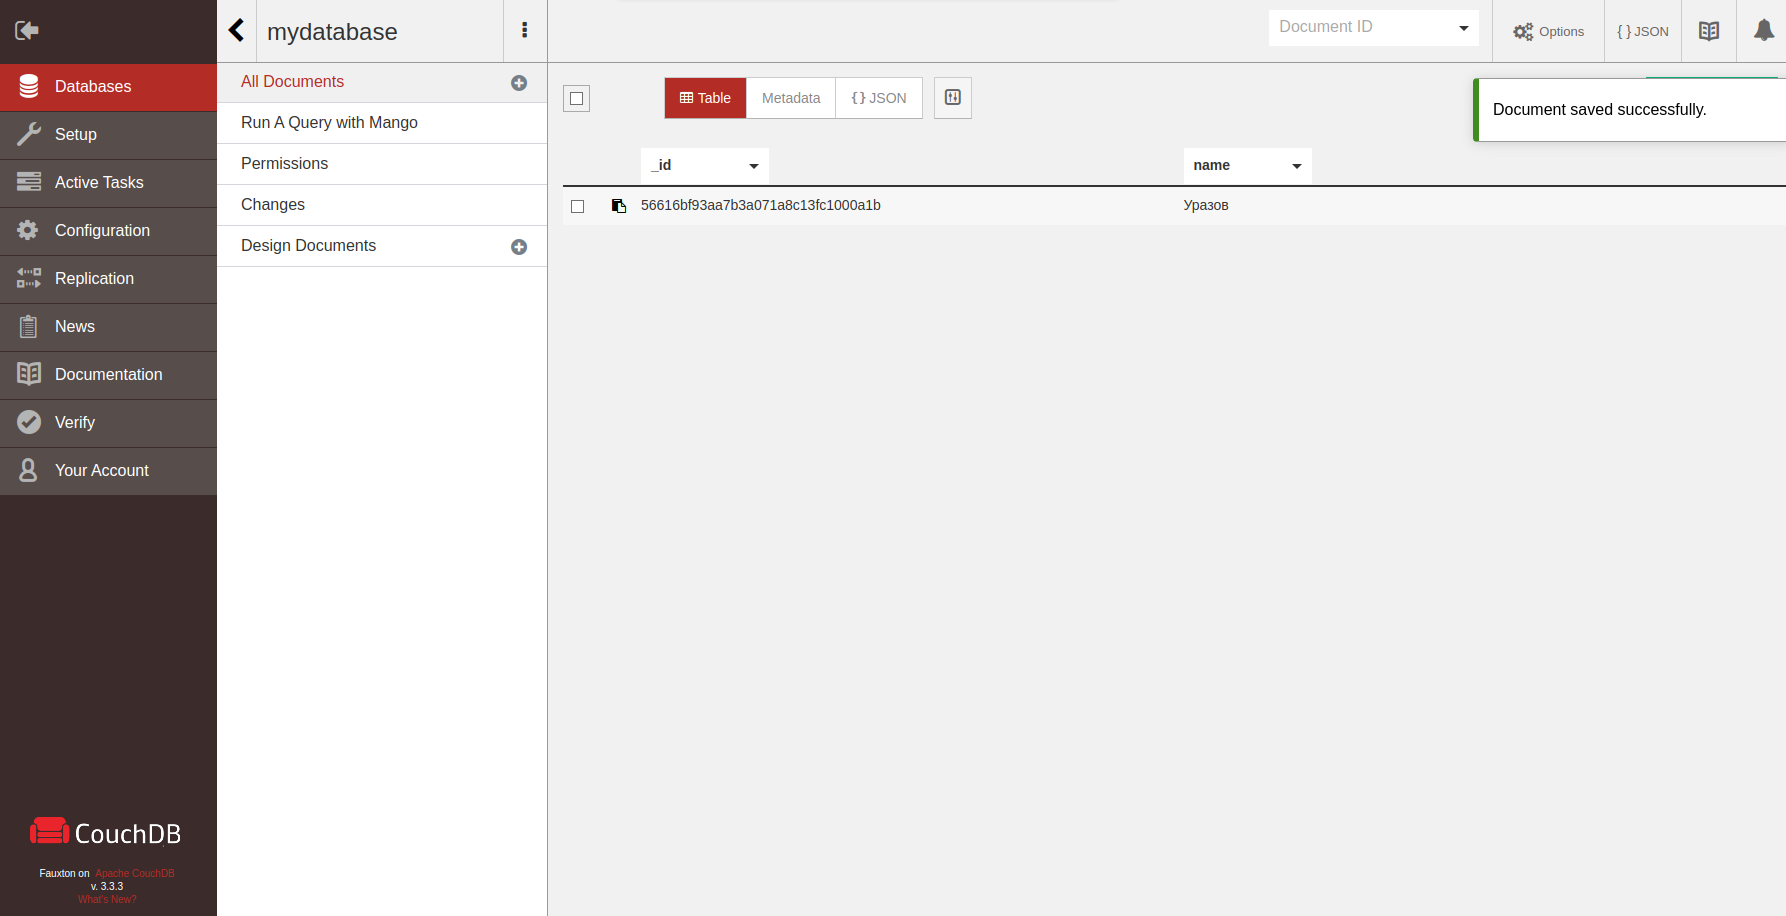 mydatabase
Document ID
Options
{ } JSON
Databases
Setup
Active Tasks
Configuration
Replication
News
Documentation
Verify
Your Account
All Documents
Run A Query with Mango
Permissions
Changes
Design Documents
Table
Metadata
{ } JSON
Document saved successfully.
_id
name
56616bf93aa7b3a071a8c13fc1000a1b
Уразов
CouchDB
Fauxton on Apache CouchDB
v. 3.3.3
What's New?